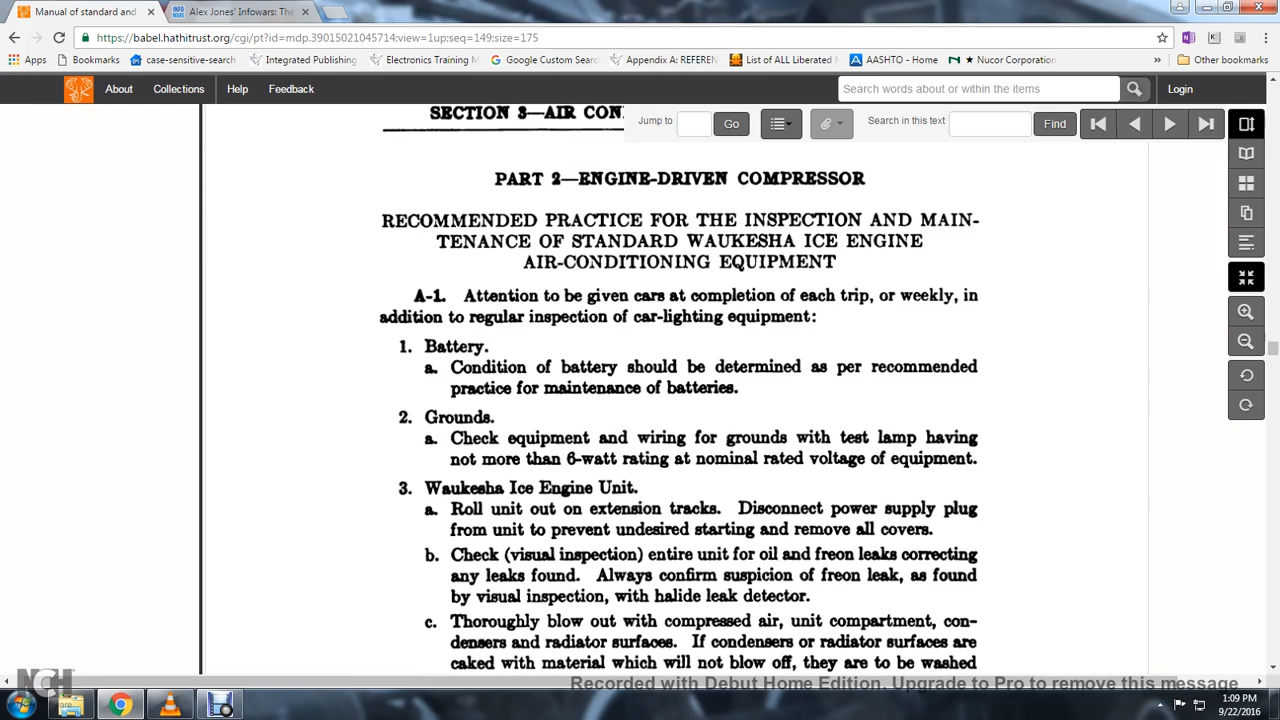 Manual of standard and
Alex Jones' Infowars: The
https://babel.hathitrust.org/cgi/pt?id=mdp.39015021045714;view=1up;seq=149;size=175
Apps
Bookmarks
case-sensitive-search
Integrated Publishing
Electronics Training M
Google Custom Searc
Appendix A: REFEREN
List of ALL Liberated M
AASHTO - Home
★ Nucor Corporation
»
Other bookmarks
About
Collections
Help
Feedback
Search words about or within the items
Login
SECTION 3—AIR CON
Jump to
Go
Search in this text
Find
PART 2—ENGINE-DRIVEN COMPRESSOR
RECOMMENDED PRACTICE FOR THE INSPECTION AND MAIN-
TENANCE OF STANDARD WAUKESHA ICE ENGINE
AIR-CONDITIONING EQUIPMENT
A-1. Attention to be given cars at completion of each trip, or weekly, in
addition to regular inspection of car-lighting equipment:
1. Battery.
a. Condition of battery should be determined as per recommended
practice for maintenance of batteries.
2. Grounds.
a. Check equipment and wiring for grounds with test lamp having
not more than 6-watt rating at nominal rated voltage of equipment.
3. Waukesha Ice Engine Unit.
a. Roll unit out on extension tracks. Disconnect power supply plug
from unit to prevent undesired starting and remove all covers.
b. Check (visual inspection) entire unit for oil and freon leaks correcting
any leaks found. Always confirm suspicion of freon leak, as found
by visual inspection, with halide leak detector.
c. Thoroughly blow out with compressed air, unit compartment, con-
densers and radiator surfaces. If condensers or radiator surfaces are
caked with material which will not blow off, they are to be washed
NCH
Recorded with Debut Home Edition. Upgrade to Pro to remove this message
1:09 PM
9/22/2016